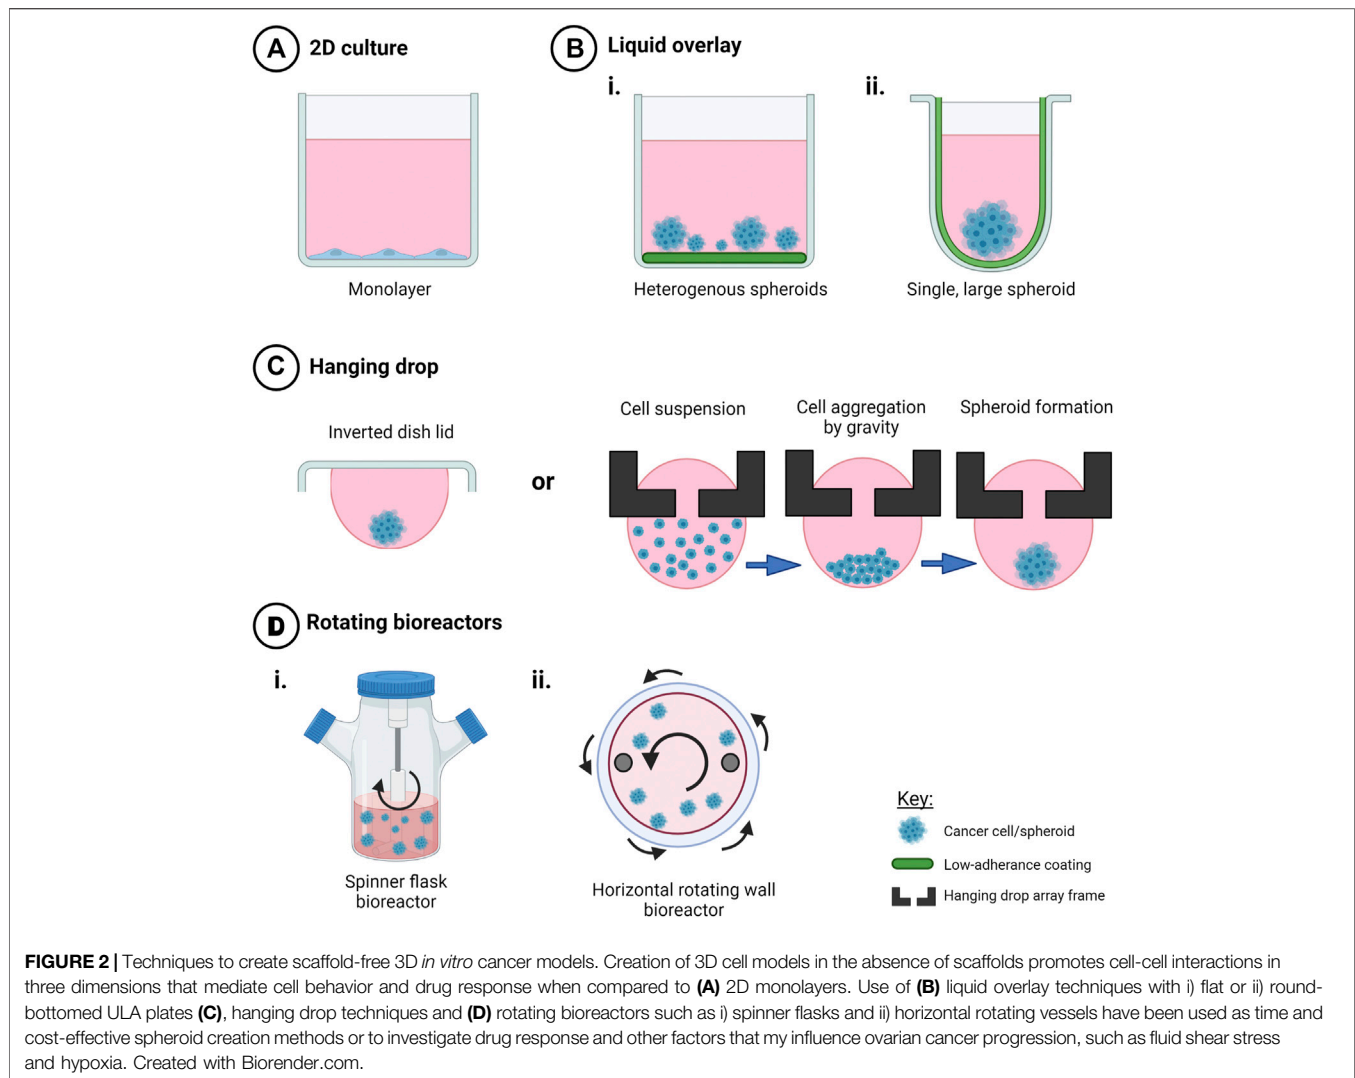 A 2D culture
Monolayer
B Liquid overlay
i.
Heterogenous spheroids
ii.
Single, large spheroid
C Hanging drop
Inverted dish lid
or
Cell suspension
Cell aggregation
by gravity
Spheroid formation
D Rotating bioreactors
i.
Spinner flask
bioreactor
ii.
Horizontal rotating wall
bioreactor
Key:
Cancer cell/spheroid
Low-adherance coating
Hanging drop array frame
FIGURE 2 | Techniques to create scaffold-free 3D in vitro cancer models. Creation of 3D cell models in the absence of scaffolds promotes cell-cell interactions in
three dimensions that mediate cell behavior and drug response when compared to (A) 2D monolayers. Use of (B) liquid overlay techniques with i) flat or ii) round-
bottomed ULA plates (C), hanging drop techniques and (D) rotating bioreactors such as i) spinner flasks and ii) horizontal rotating vessels have been used as time and
cost-effective spheroid creation methods or to investigate drug response and other factors that my influence ovarian cancer progression, such as fluid shear stress
and hypoxia. Created with Biorender.com.